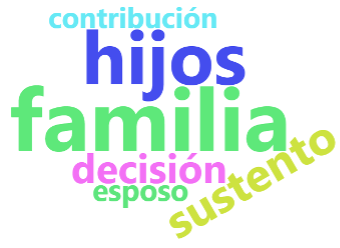 contribución
hijos
familia
decisión
esposo
sustento